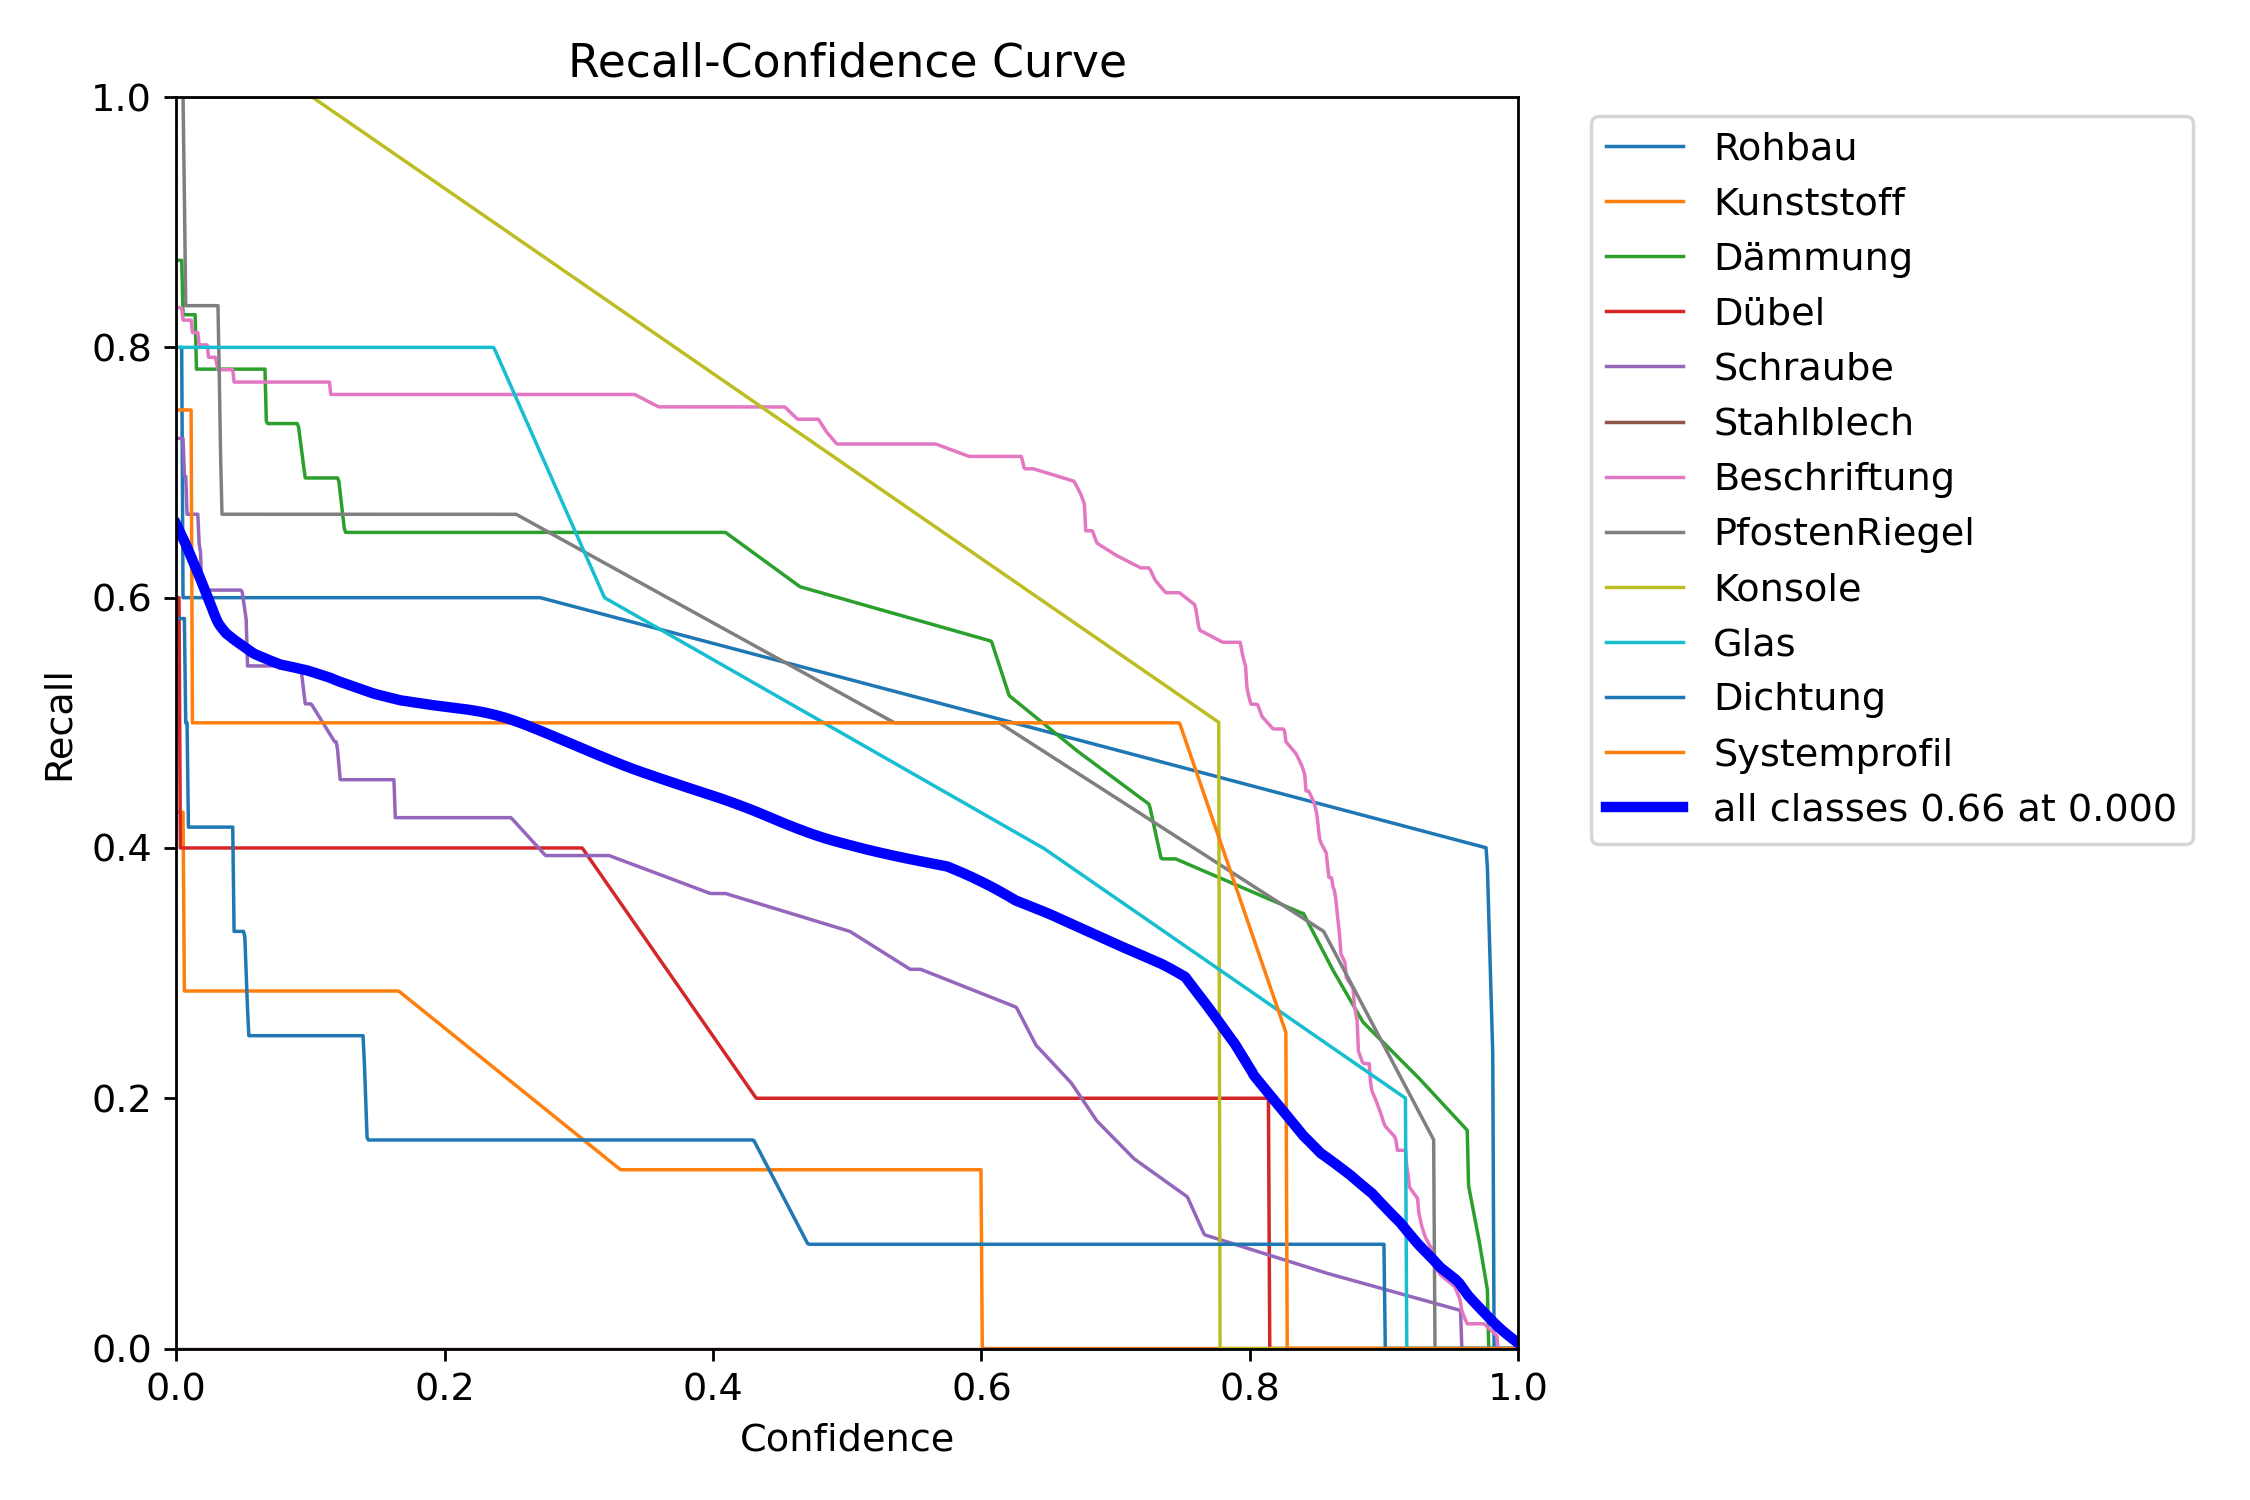 Recall-Confidence Curve
1.0
0.8
0.6
0.4
0.2
0.0
Recall
0.0 0.2 0.4 0.6 0.8 1.0
Confidence
Rohbau
Kunststoff
Dämmung
Dübel
Schraube
Stahlblech
Beschriftung
PfostenRiegel
Konsole
Glas
Dichtung
Systemprofil
all classes 0.66 at 0.000